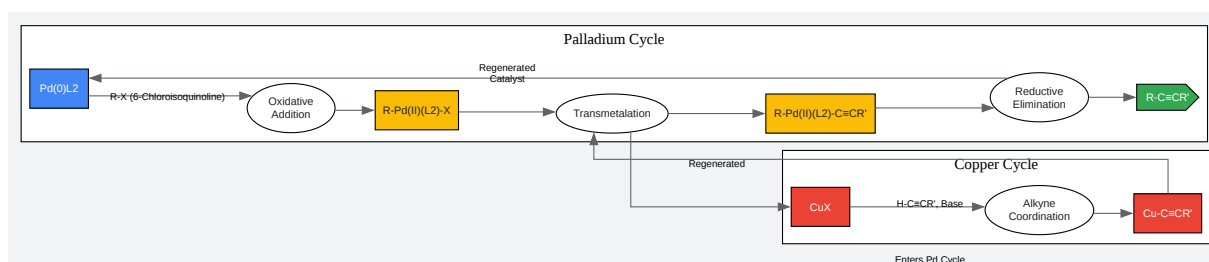 Palladium Cycle
Regenerated
Catalyst
Pd(0)L2
R-X (6-Chloroisoquinoline)
Oxidative
Addition
R-Pd(II)(L2)-X
Transmetalation
R-Pd(II)(L2)-C≡CR'
Reductive
Elimination
R-C≡CR'
Regenerated
Copper Cycle
CuX
H-C≡CR', Base
Alkyne
Coordination
Cu-C≡CR'
Enters Pd Cycle